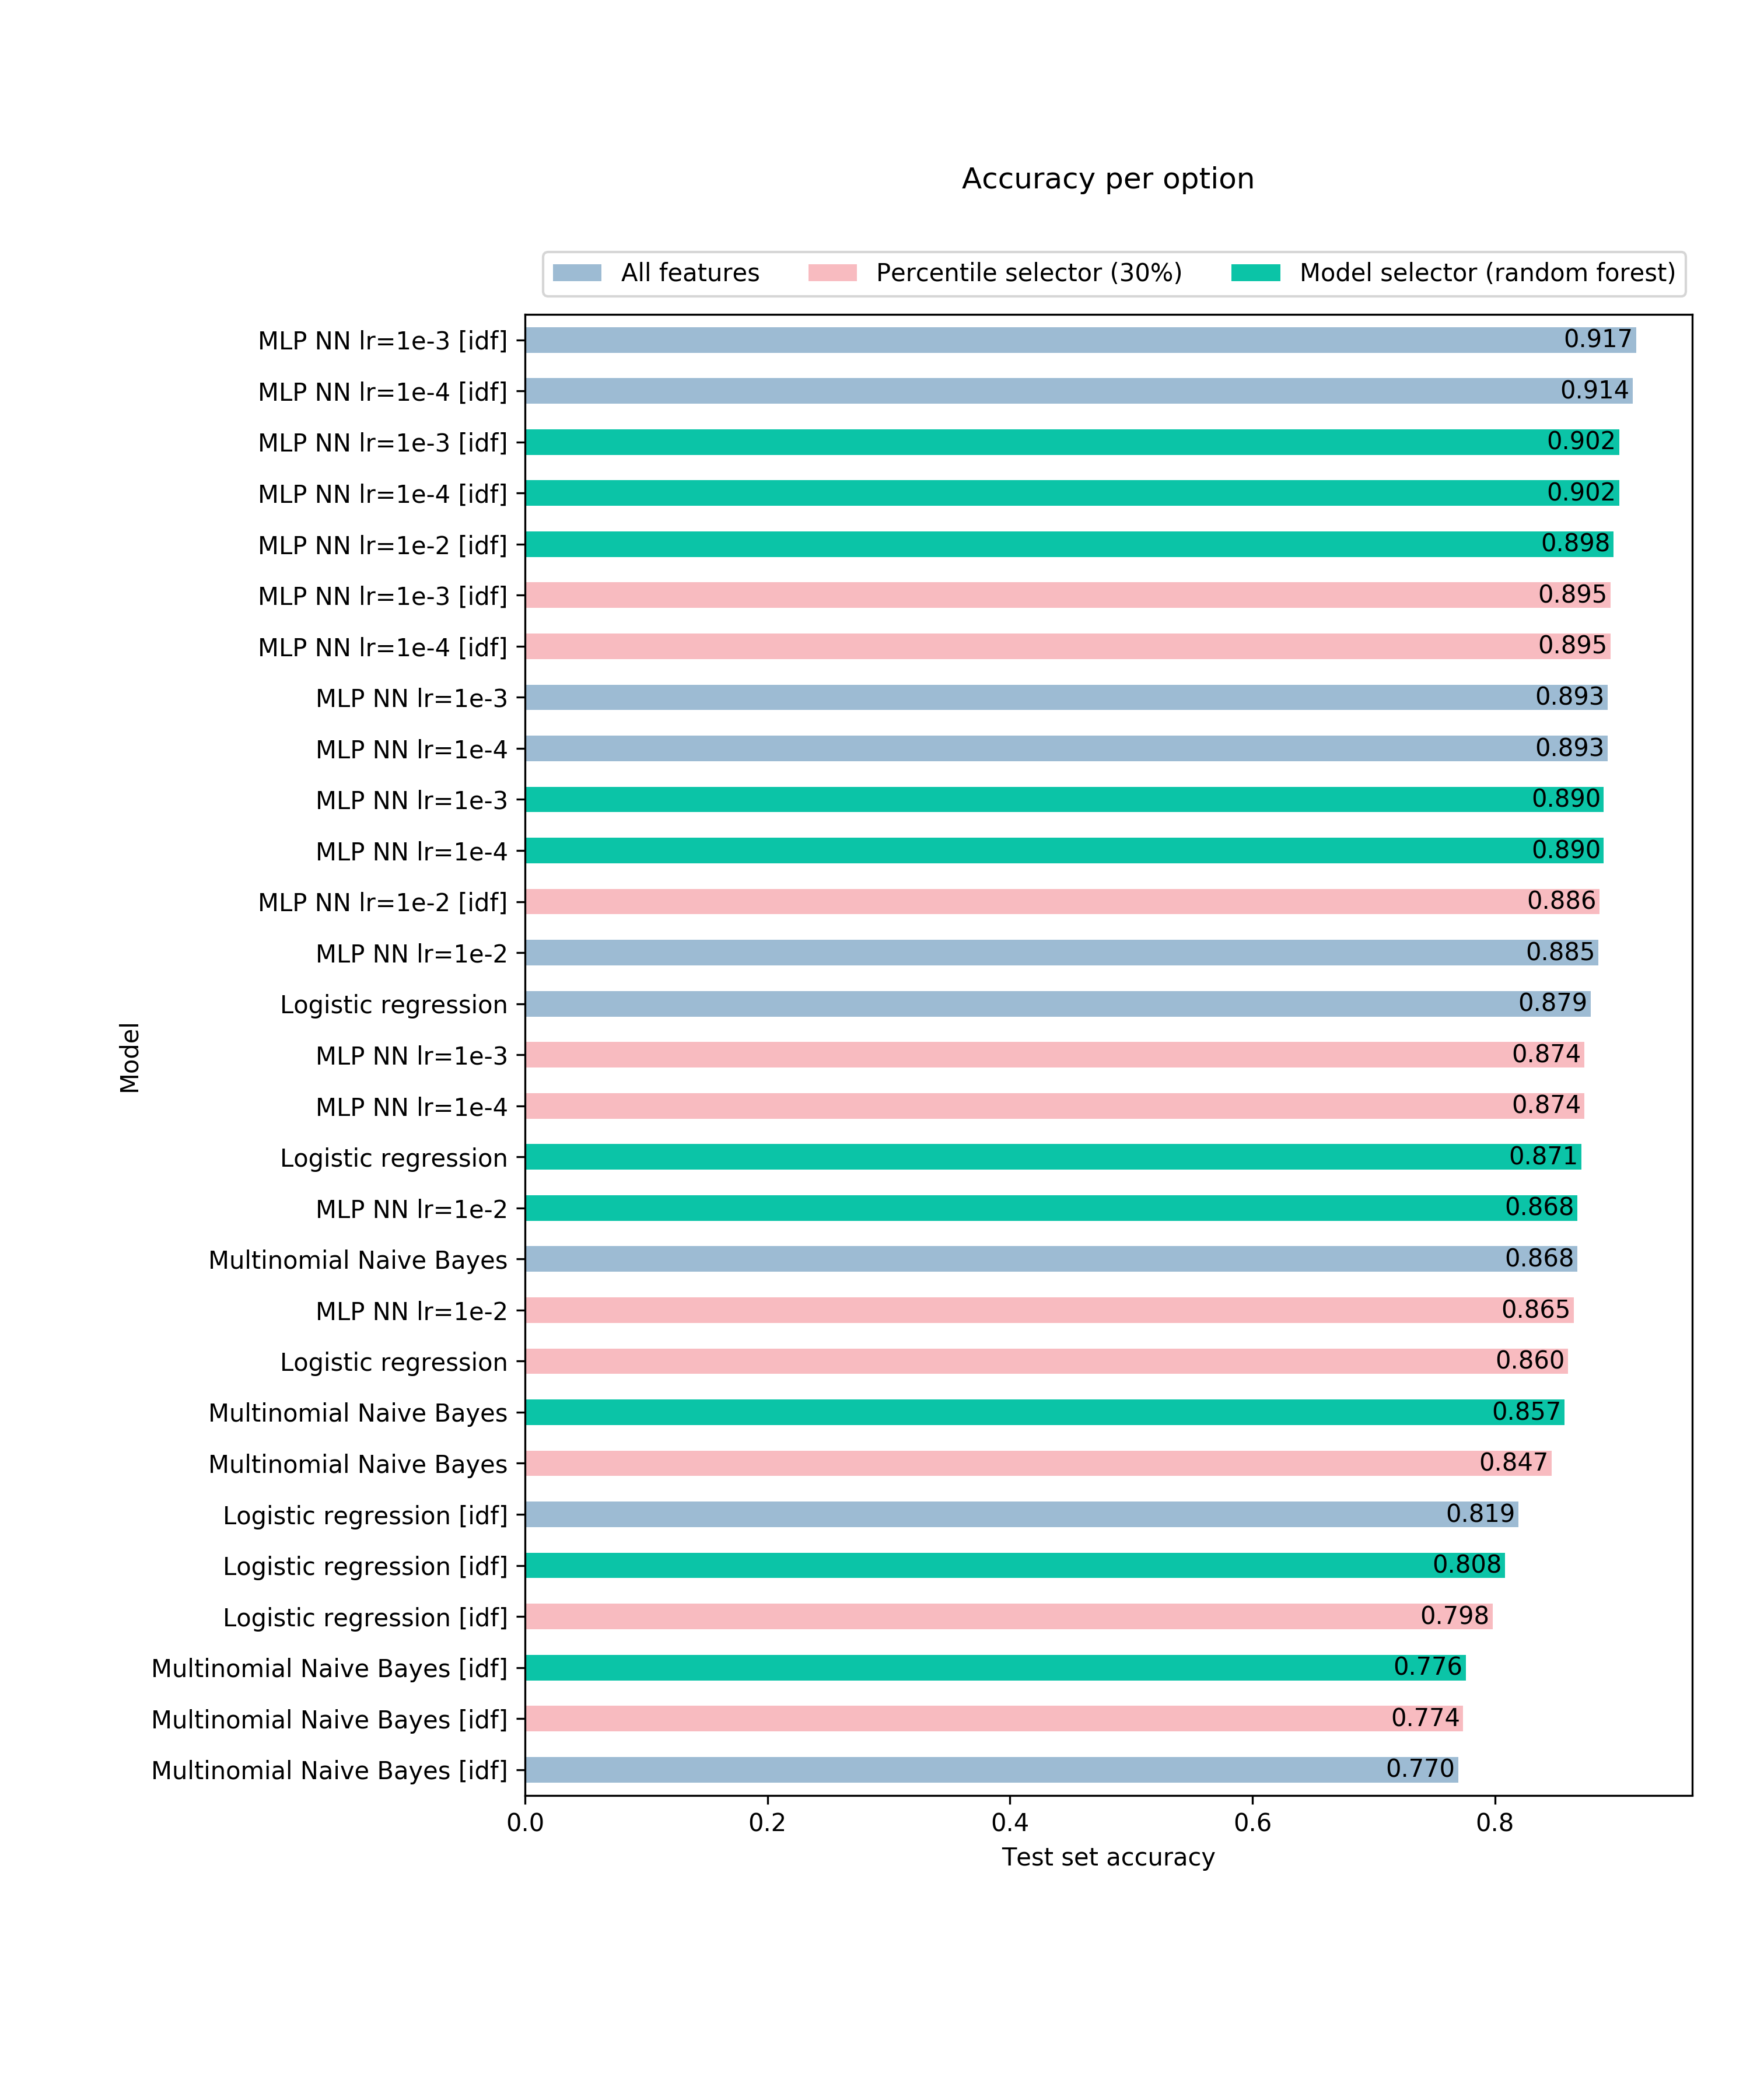 Accuracy per option
All features Percentile selector (30%) Model selector (random forest)
MLP NN lr=1e-3 [idf] 0.917
MLP NN lr=1e-4 [idf] 0.914
MLP NN lr=1e-3 [idf] 0.902
MLP NN lr=1e-4 [idf] 0.902
MLP NN lr=1e-2 [idf] 0.898
MLP NN lr=1e-3 [idf] 0.895
MLP NN lr=1e-4 [idf] 0.895
MLP NN lr=1e-3 0.893
MLP NN lr=1e-4 0.893
MLP NN lr=1e-3 0.890
MLP NN lr=1e-4 0.890
MLP NN lr=1e-2 [idf] 0.886
MLP NN lr=1e-2 0.885
Logistic regression 0.879
MLP NN lr=1e-3 0.874
MLP NN lr=1e-4 0.874
Logistic regression 0.871
MLP NN lr=1e-2 0.868
Multinomial Naive Bayes 0.868
MLP NN lr=1e-2 0.865
Logistic regression 0.860
Multinomial Naive Bayes 0.857
Multinomial Naive Bayes 0.847
Logistic regression [idf] 0.819
Logistic regression [idf] 0.808
Logistic regression [idf] 0.798
Multinomial Naive Bayes [idf] 0.776
Multinomial Naive Bayes [idf] 0.774
Multinomial Naive Bayes [idf] 0.770
Model
0.0 0.2 0.4 0.6 0.8
Test set accuracy